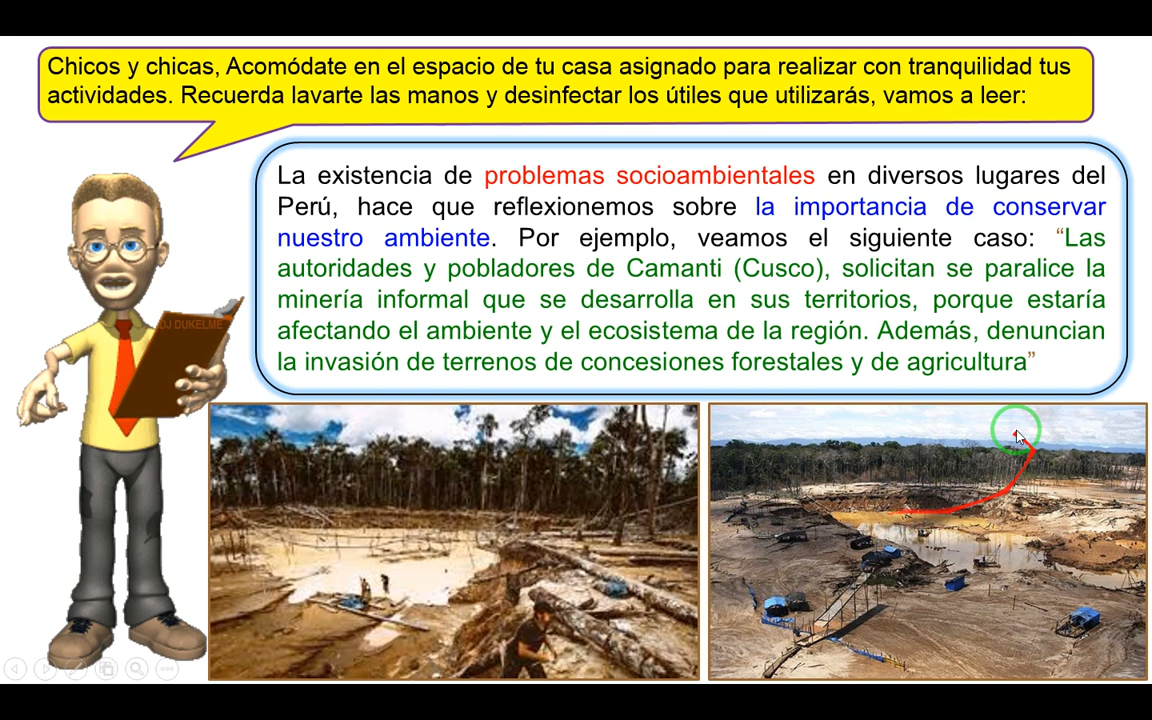 Chicos y chicas, Acomódate en el espacio de tu casa asignado para realizar con tranquilidad tus
actividades. Recuerda lavarte las manos y desinfectar los útiles que utilizarás, vamos a leer:
La existencia de problemas socioambientales en diversos lugares del
Perú, hace que reflexionemos sobre la importancia de conservar
nuestro ambiente. Por ejemplo, veamos el siguiente caso: “Las
autoridades y pobladores de Camanti (Cusco), solicitan se paralice la
minería informal que se desarrolla en sus territorios, porque estaría
afectando el ambiente y el ecosistema de la región. Además, denuncian
la invasión de terrenos de concesiones forestales y de agricultura”
DJ DUKELME